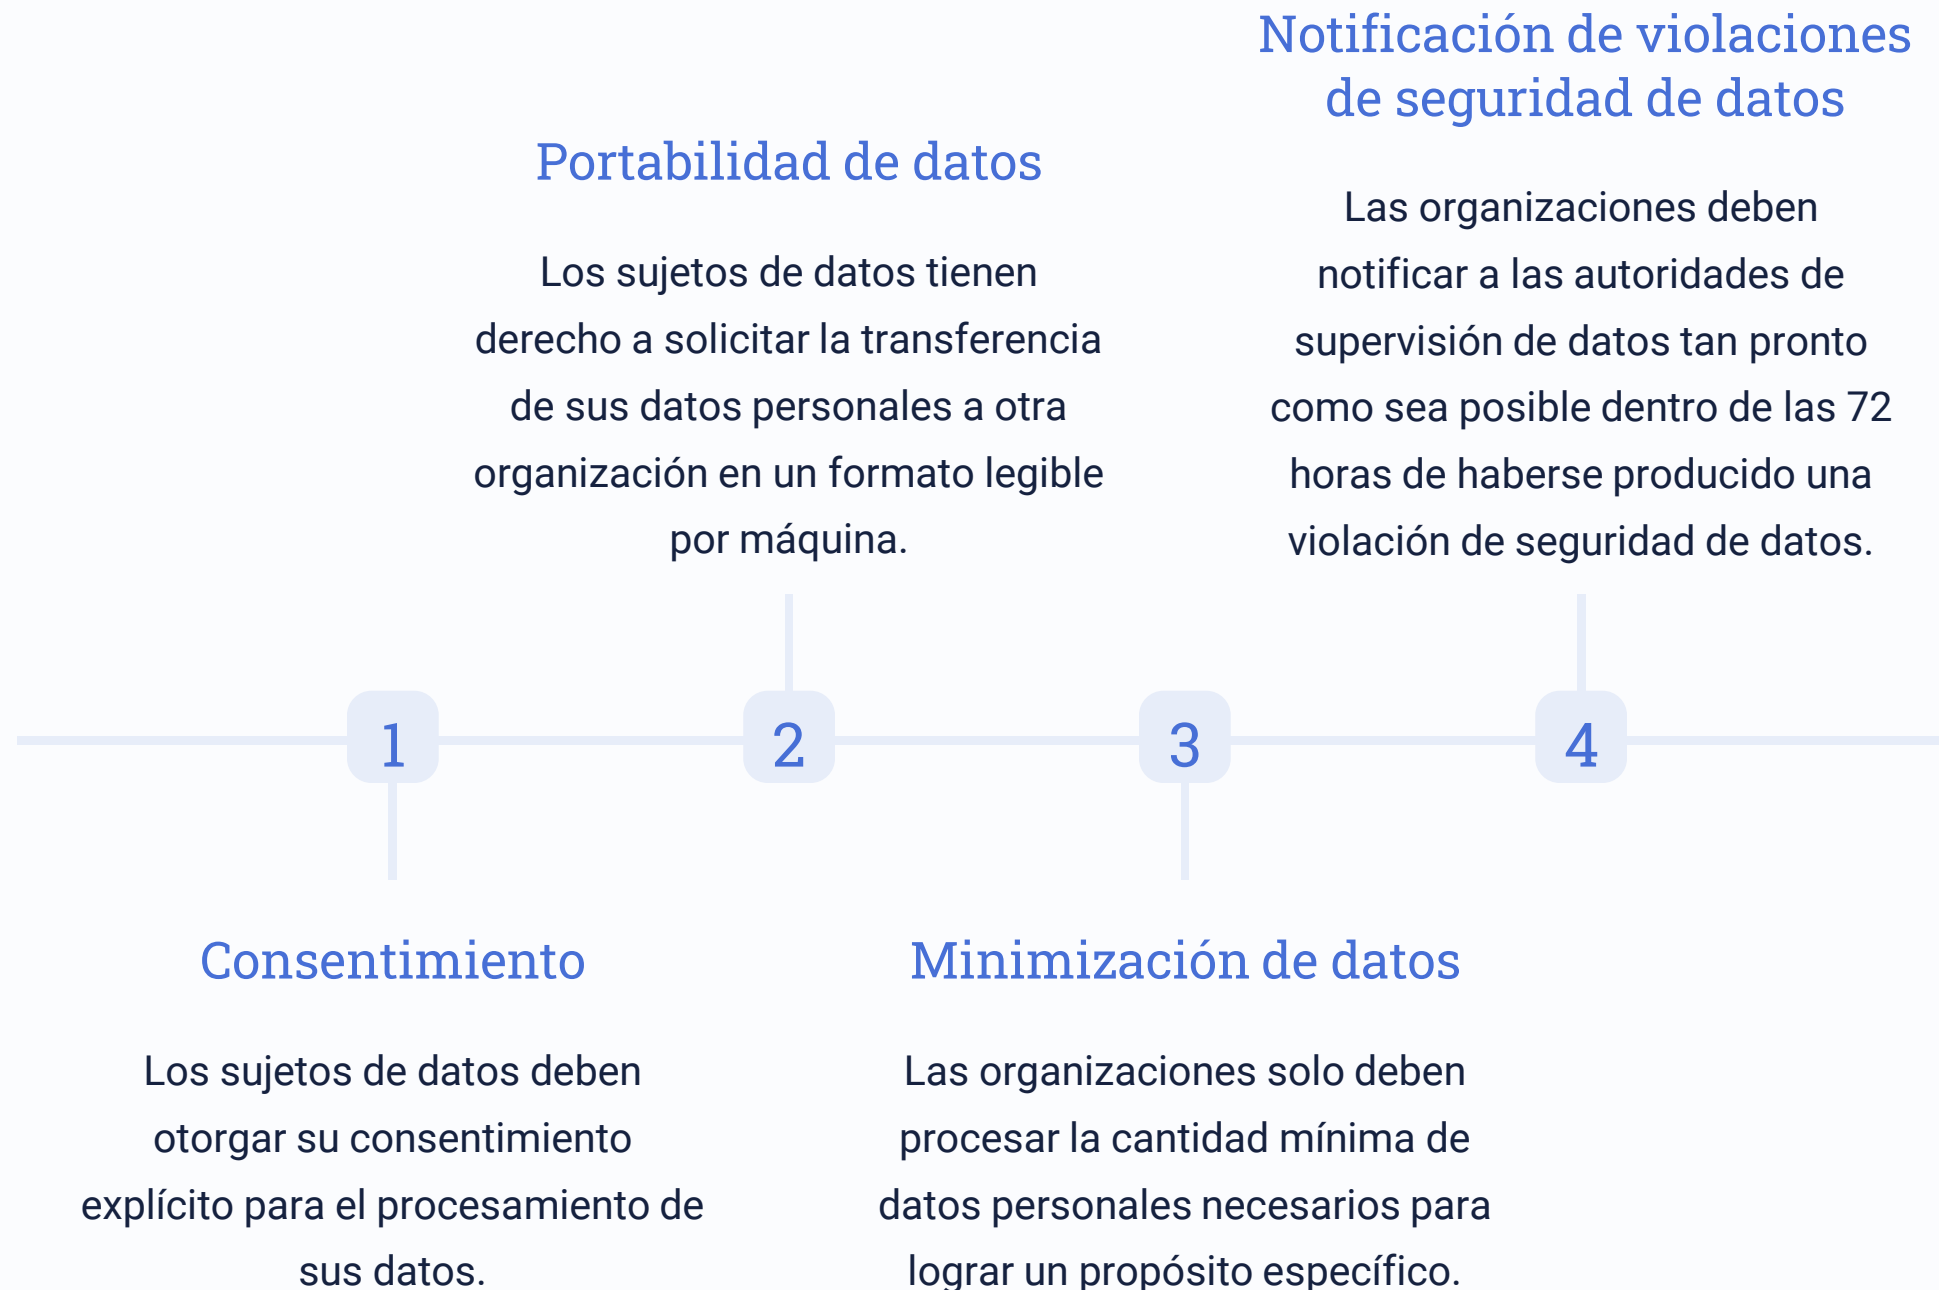 Notificación de violaciones
de seguridad de datos
Las organizaciones deben
notificar a las autoridades de
supervisión de datos tan pronto
como sea posible dentro de las 72
horas de haberse producido una
violación de seguridad de datos.
Portabilidad de datos
Los sujetos de datos tienen
derecho a solicitar la transferencia
de sus datos personales a otra
organización en un formato legible
por máquina.
1
2
3
4
Consentimiento
Los sujetos de datos deben
otorgar su consentimiento
explícito para el procesamiento de
sus datos.
Minimización de datos
Las organizaciones solo deben
procesar la cantidad mínima de
datos personales necesarios para
lograr un propósito específico.